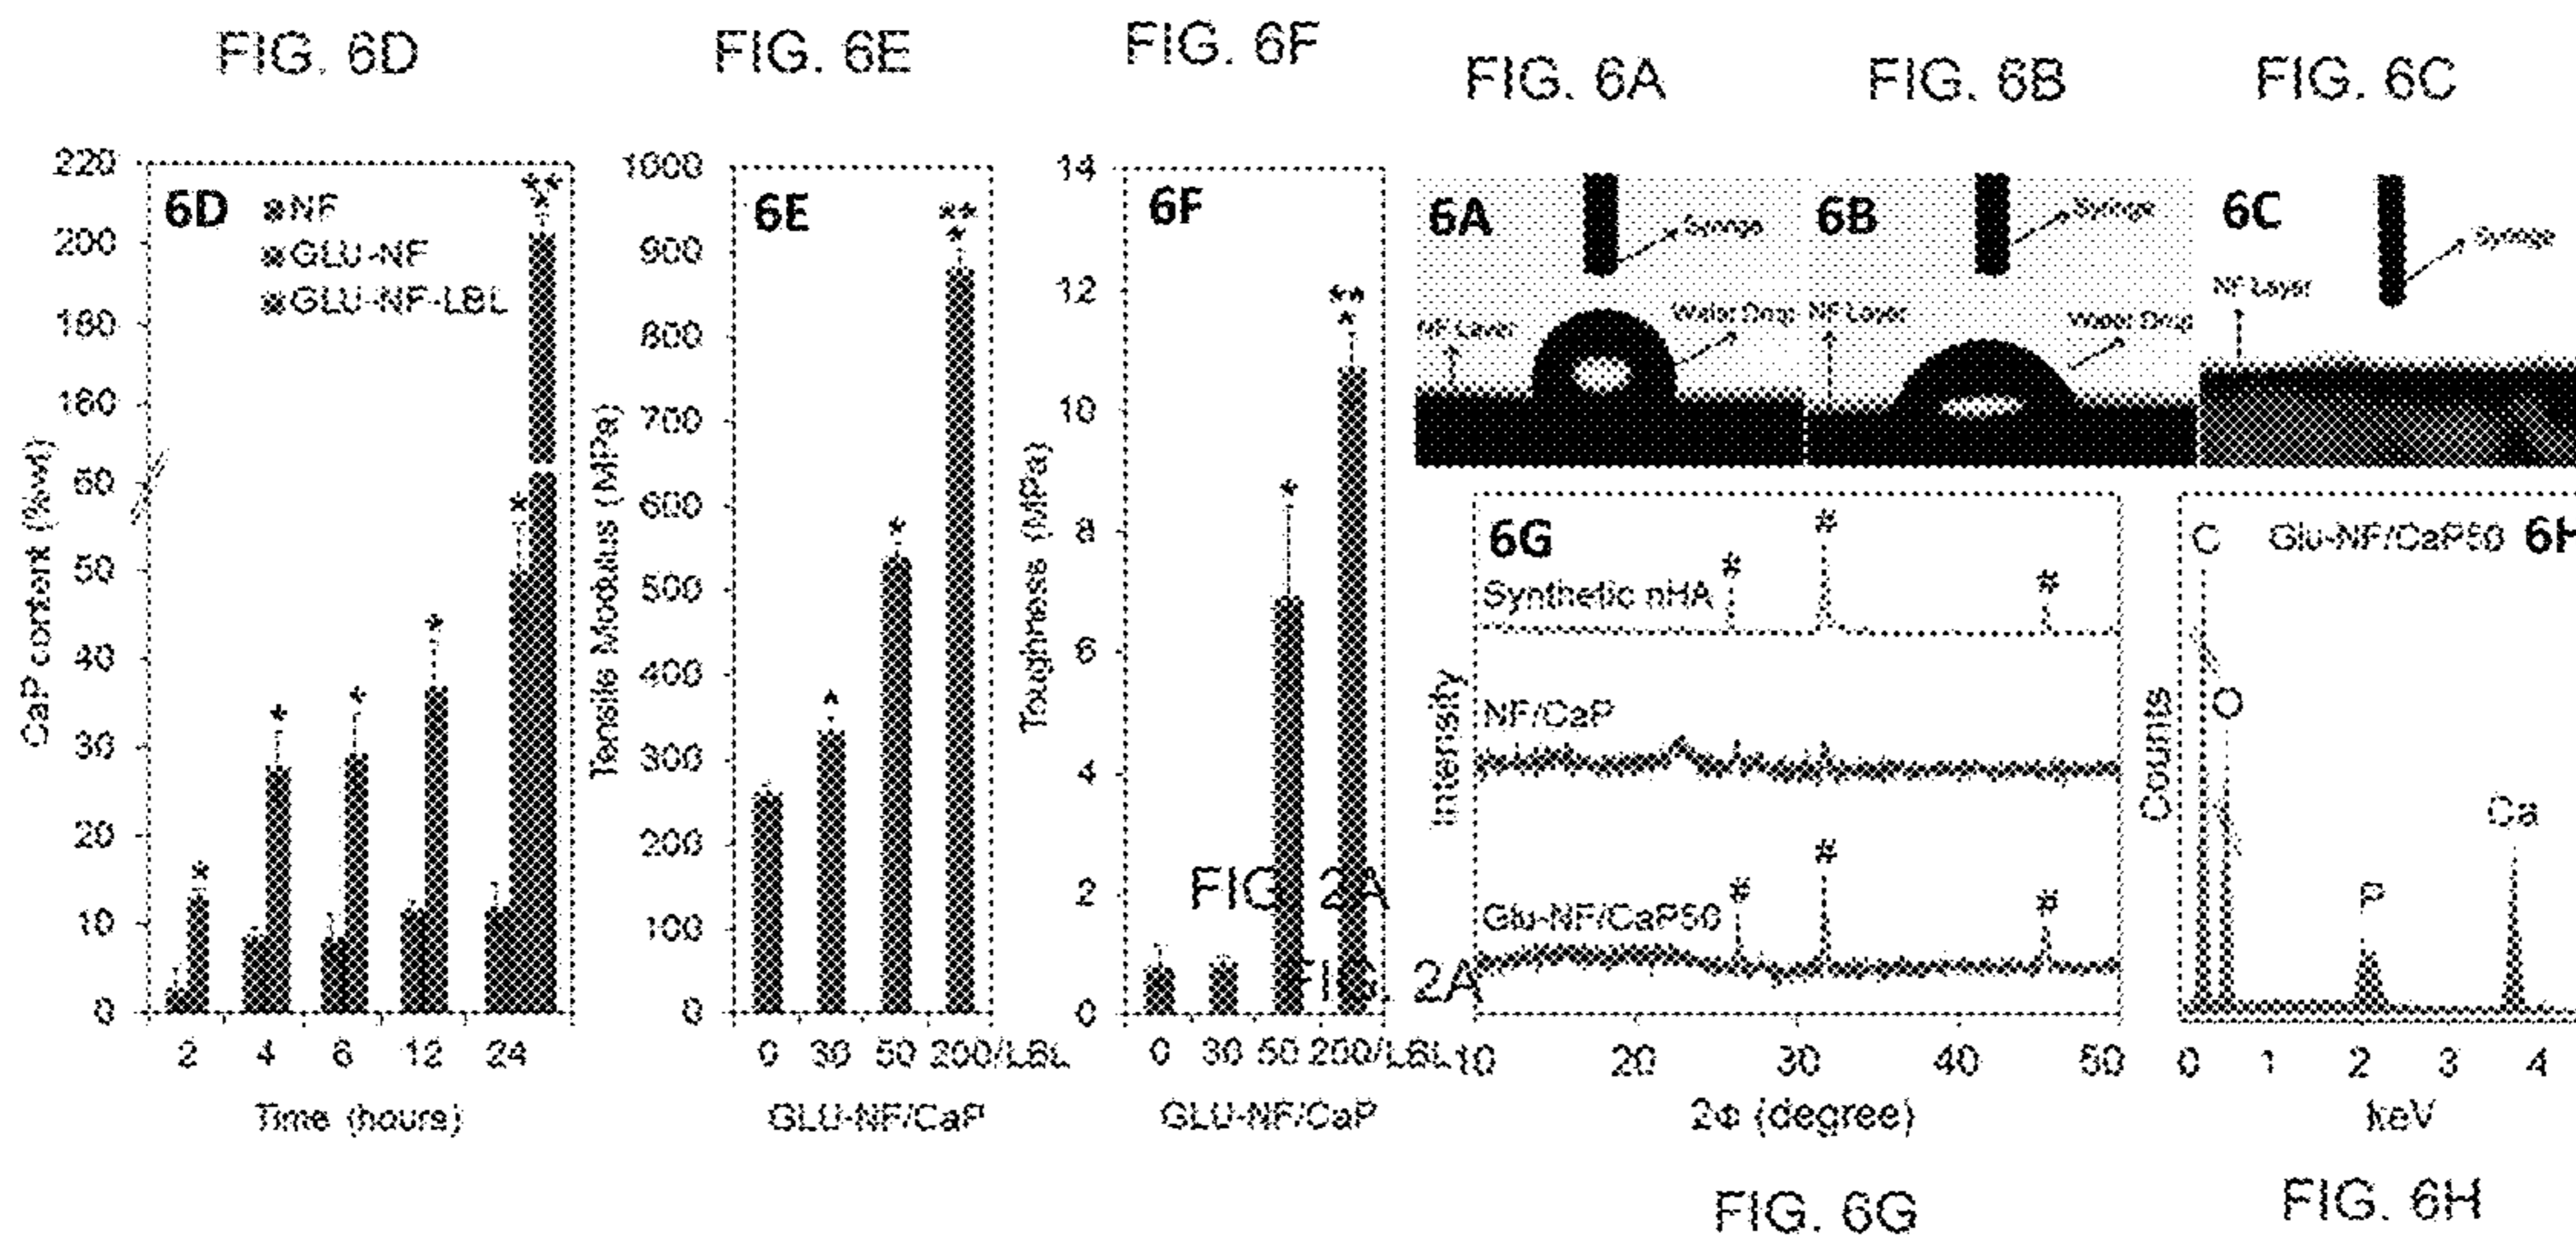 FIG. 6D
FIG. 6E
FIG. 6F
FIG. 6A
FIG. 6B
FIG. 6C
6D
NF
GLU-NF
GLU-NF-LBL
**
*
220
200
180
160
60
50
40
30
20
10
0
CaP content (%wt)
*
*
*
*
*
2 4 6 12 24
Time (hours)
6E
1000
900
800
700
600
500
400
300
200
100
0
Tensile Modulus (MPa)
*
*
**
*
0 30 50 200/LBL
GLU-NF/CaP
6F
14
12
10
8
6
4
2
0
Toughness (MPa)
*
**
*
FIG. 2A
FIG. 2A
0 30 50 200/LBL
GLU-NF/CaP
6A
Syringe
NF Layer
Water Drop
6B
Syringe
NF Layer
Water Drop
6C
Syringe
NF Layer
6G
Synthetic nHA
# # #
NF/CaP
Glu-NF/CaP50
# # #
Intensity
10 20 30 40 50
2Φ (degree)
FIG. 6G
C
Glu-NF/CaP50
6H
O
P
Ca
Counts
0 1 2 3 4
keV
FIG. 6H